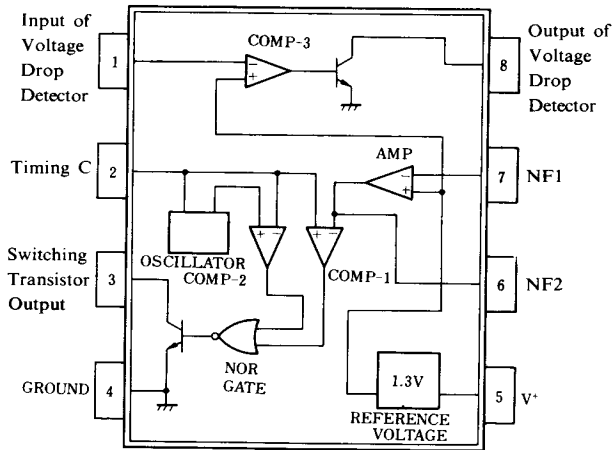 Input of
Voltage
Drop
Detector
1
COMP-3
-
+
Output of
Voltage
Drop
Detector
8
Timing C
2
AMP
-
+
7
NF1
OSCILLATOR
+ -
COMP-2
+ -
COMP-1
Switching
Transistor
Output
3
6
NF2
NOR
GATE
GROUND
4
1.3V
REFERENCE
VOLTAGE
5
V+